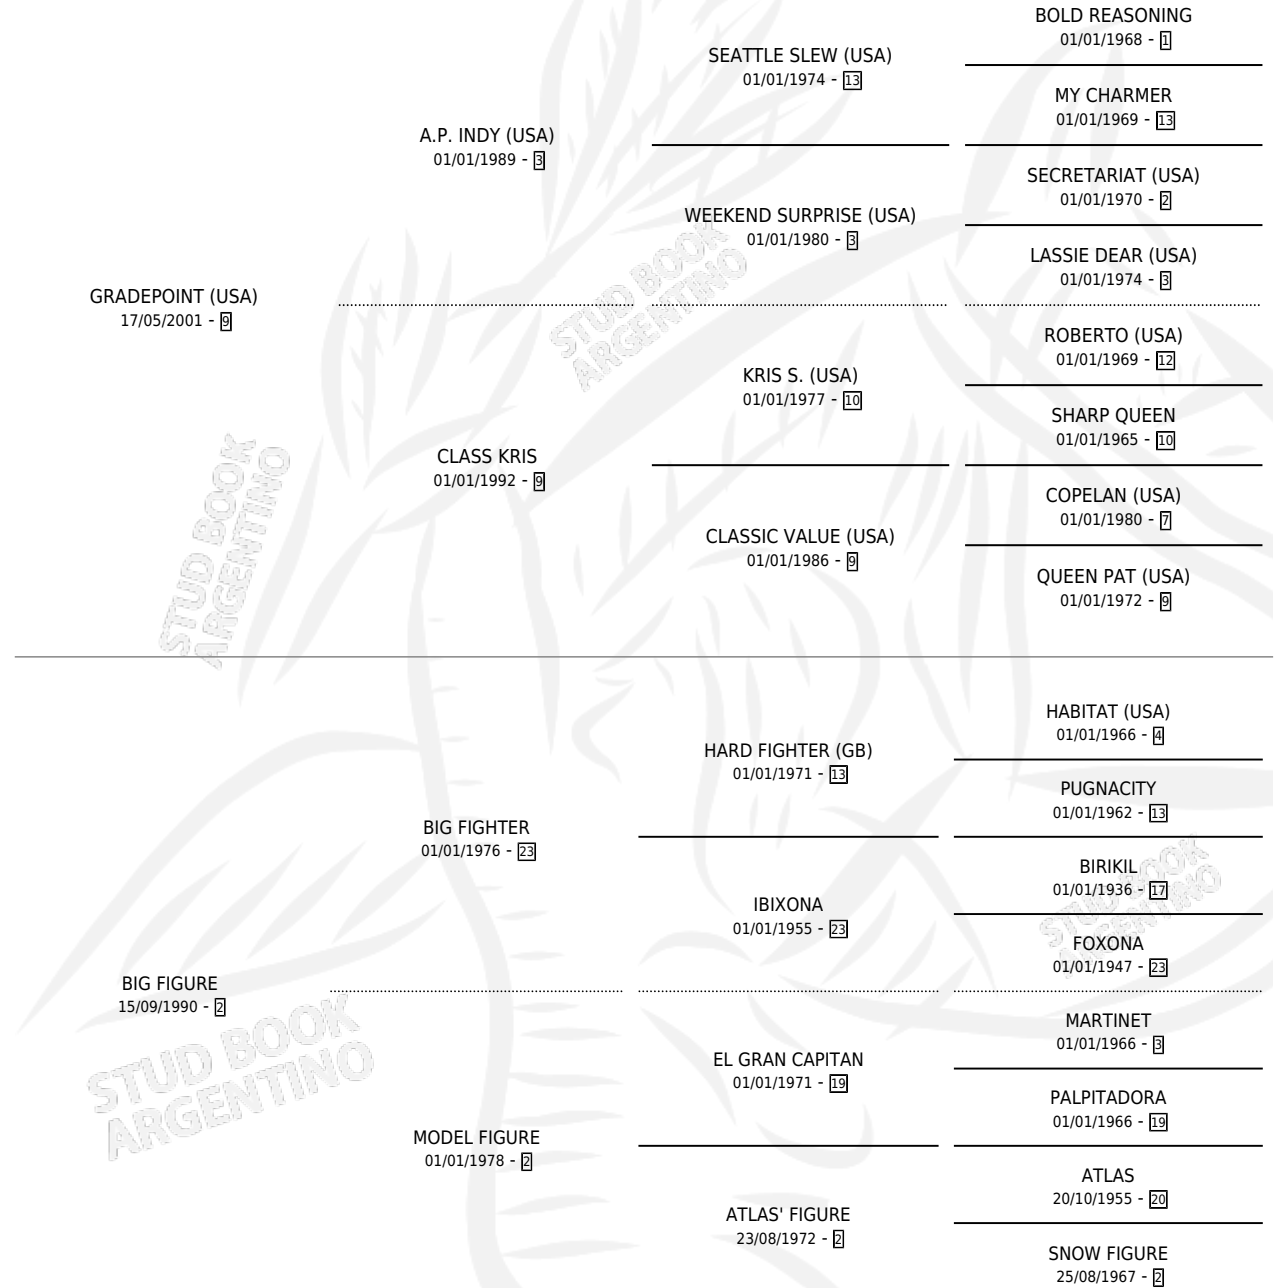 BOLD REASONING
01/01/1968 - 1
SEATTLE SLEW (USA)
01/01/1974 - 13
MY CHARMER
01/01/1969 - 13
A.P. INDY (USA)
01/01/1989 - 3
SECRETARIAT (USA)
01/01/1970 - 2
WEEKEND SURPRISE (USA)
01/01/1980 - 3
LASSIE DEAR (USA)
01/01/1974 - 3
GRADEPOINT (USA)
17/05/2001 - 9
ROBERTO (USA)
01/01/1969 - 12
KRIS S. (USA)
01/01/1977 - 10
SHARP QUEEN
01/01/1965 - 10
CLASS KRIS
01/01/1992 - 9
COPELAN (USA)
01/01/1980 - 7
CLASSIC VALUE (USA)
01/01/1986 - 9
QUEEN PAT (USA)
01/01/1972 - 9
HABITAT (USA)
01/01/1966 - 4
HARD FIGHTER (GB)
01/01/1971 - 13
PUGNACITY
01/01/1962 - 13
BIG FIGHTER
01/01/1976 - 23
BIRIKIL
01/01/1936 - 17
IBIXONA
01/01/1955 - 23
FOXONA
01/01/1947 - 23
BIG FIGURE
15/09/1990 - 2
MARTINET
01/01/1966 - 3
EL GRAN CAPITAN
01/01/1971 - 19
PALPITADORA
01/01/1966 - 19
MODEL FIGURE
01/01/1978 - 2
ATLAS
20/10/1955 - 20
ATLAS' FIGURE
23/08/1972 - 2
SNOW FIGURE
25/08/1967 - 2
STUD BOOK
ARGENTINO
STUD BOOK
ARGENTINO
STUD BOOK
ARGENTINO
STUD BOOK
ARGENTINO